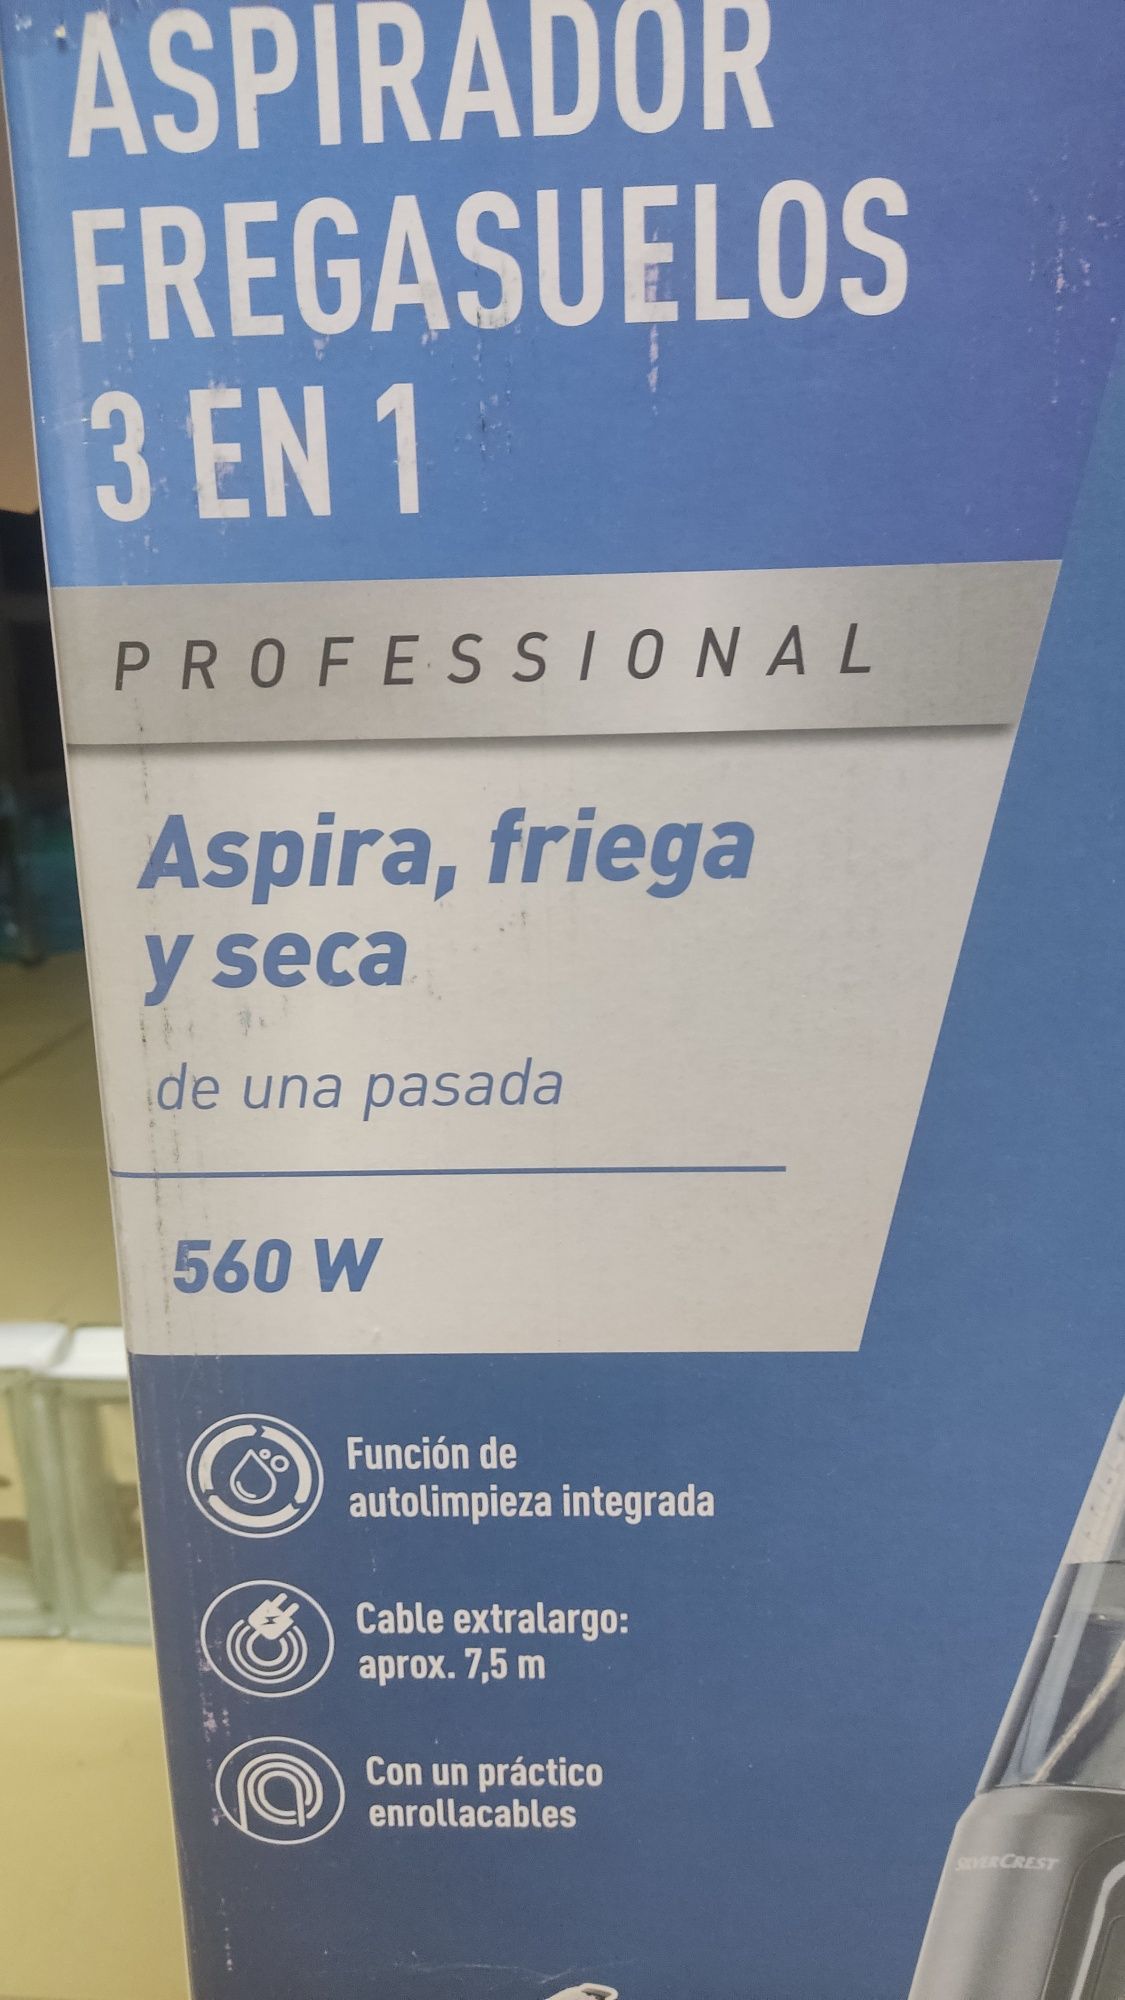 ASPIRADOR
FREGASUELOS
3 EN 1
PROFESSIONAL
Aspira, friega
y seca
de una pasada
560 W
Función de
autolimpieza integrada
Cable extralargo:
aprox. 7,5 m
Con un práctico
enrollacables
SILVERCREST